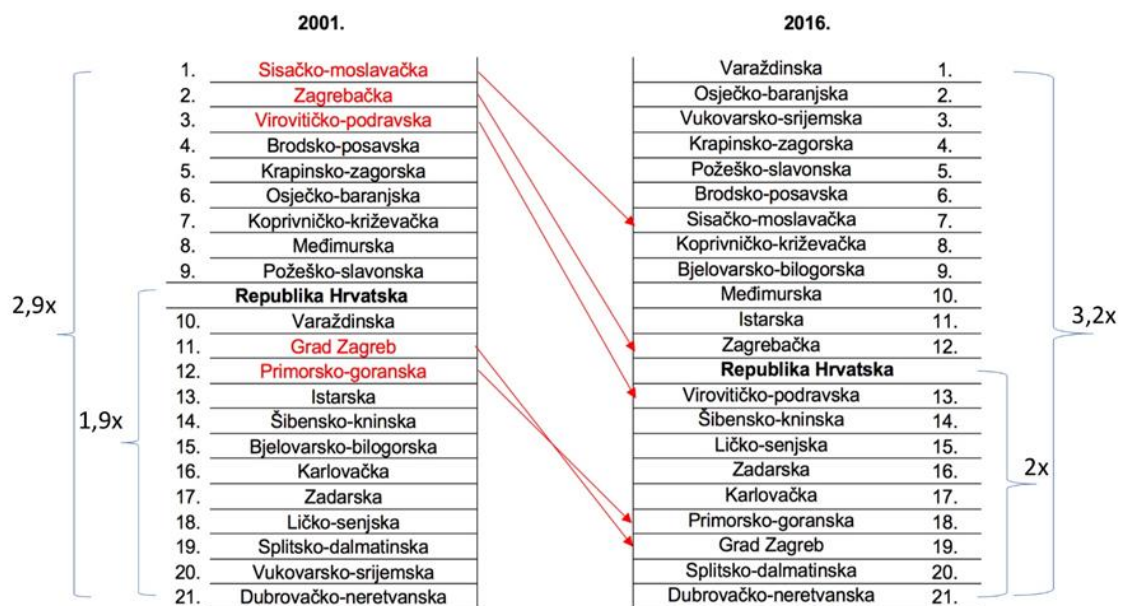 2001. 2016.
1. Sisačko-moslavačka Varaždinska 1.
2. Zagrebačka Osječko-baranjska 2.
3. Virovitičko-podravska Vukovarsko-srijemska 3.
4. Brodsko-posavska Krapinsko-zagorska 4.
5. Krapinsko-zagorska Požeško-slavonska 5.
6. Osječko-baranjska Brodsko-posavska 6.
7. Koprivničko-križevačka Sisačko-moslavačka 7.
8. Međimurska Koprivničko-križevačka 8.
9. Požeško-slavonska Bjelovarsko-bilogorska 9.
Republika Hrvatska Međimurska 10.
2,9x 3,2x
10. Varaždinska Istarska 11.
11. Grad Zagreb Zagrebačka 12.
12. Primorsko-goranska Republika Hrvatska
13. Istarska Virovitičko-podravska 13.
1,9x
14. Šibensko-kninska Šibensko-kninska 14.
15. Bjelovarsko-bilogorska Ličko-senjska 15.
2x
16. Karlovačka Zadarska 16.
17. Zadarska Karlovačka 17.
18. Ličko-senjska Primorsko-goranska 18.
19. Splitsko-dalmatinska Grad Zagreb 19.
20. Vukovarsko-srijemska Splitsko-dalmatinska 20.
21. Dubrovačko-neretvanska Dubrovačko-neretvanska 21.